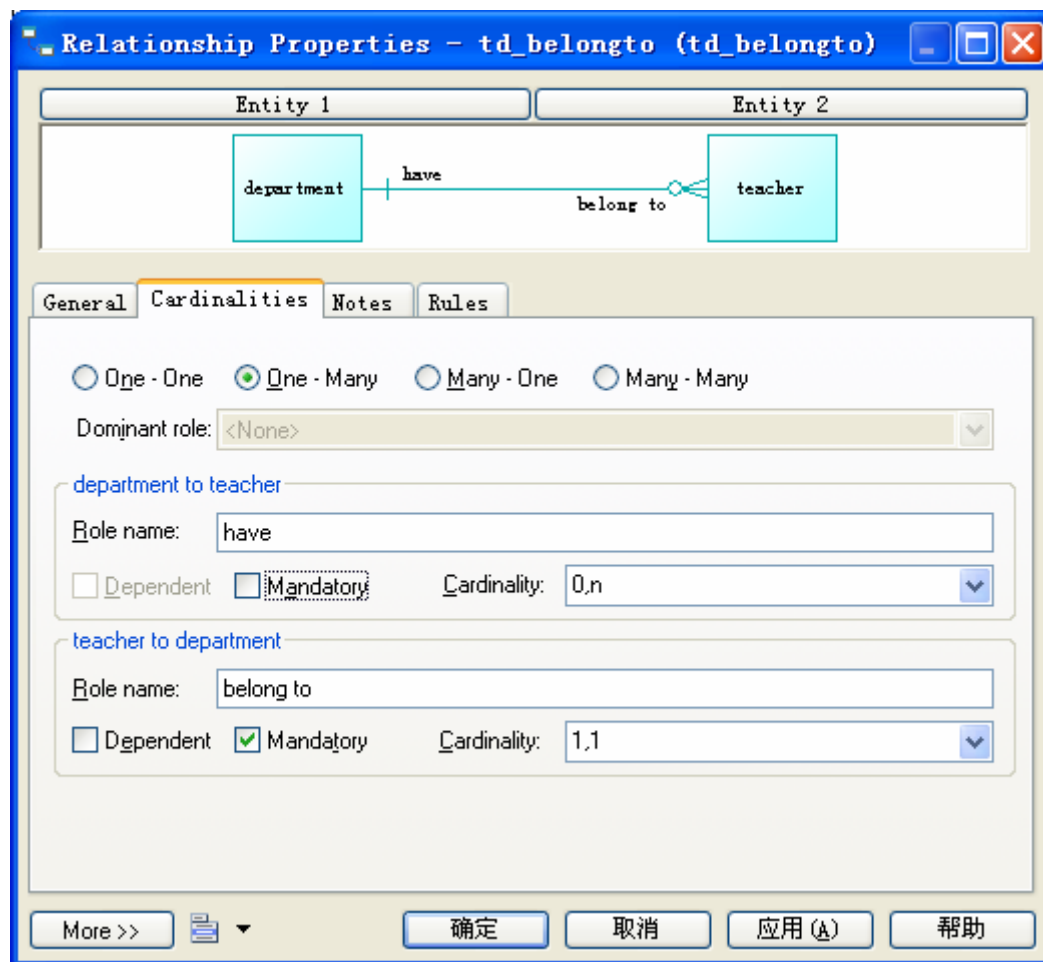 Relationship Properties - td_belongto (td_belongto)
Entity 1 Entity 2
department have belong to teacher
General Cardinalities Notes Rules
One - One One - Many Many - One Many - Many
Dominant role: <None>
department to teacher
Role name: have
Dependent Mandatory Cardinality: 0,n
teacher to department
Role name: belong to
Dependent Mandatory Cardinality: 1,1
More >> 确定 取消 应用(A) 帮助